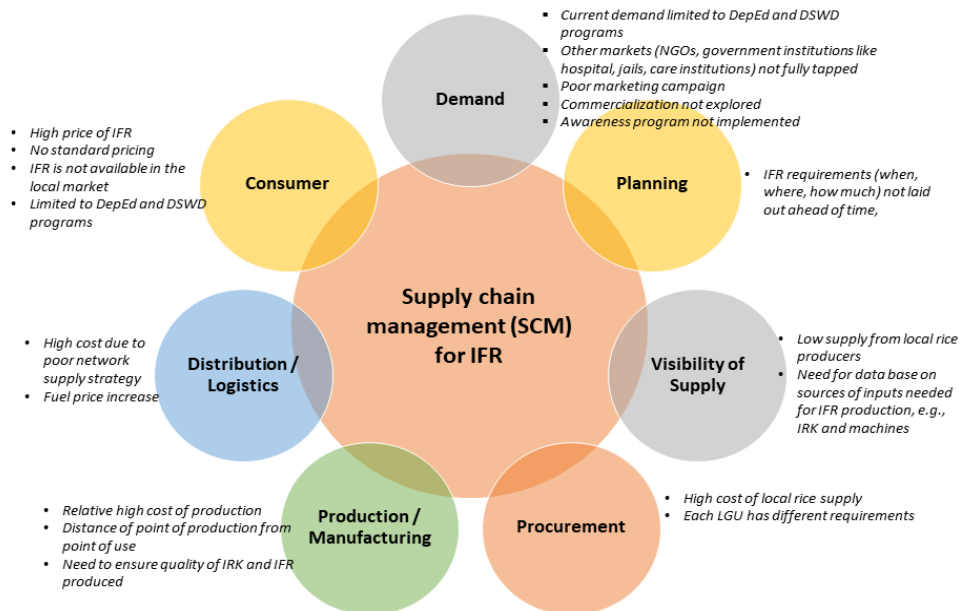 ▪ Current demand limited to DepEd and DSWD
programs
▪ Other markets (NGOs, government institutions like
hospital, jails, care institutions) not fully tapped
▪ Poor marketing campaign
▪ Commercialization not explored
▪ Awareness program not implemented
Demand
• High price of IFR
• No standard pricing
• IFR is not available in the
local market
• Limited to DepEd and DSWD
programs
Consumer
Planning
• IFR requirements (when,
where, how much) not laid
out ahead of time,
Supply chain
management (SCM)
for IFR
• High cost due to
poor network
supply strategy
• Fuel price increase
Distribution /
Logistics
Visibility of
Supply
• Low supply from local rice
producers
• Need for data base on
sources of inputs needed
for IFR production, e.g.,
IRK and machines
• Relative high cost of production
• Distance of point of production from
point of use
• Need to ensure quality of IRK and IFR
produced
Production /
Manufacturing
Procurement
• High cost of local rice supply
• Each LGU has different requirements